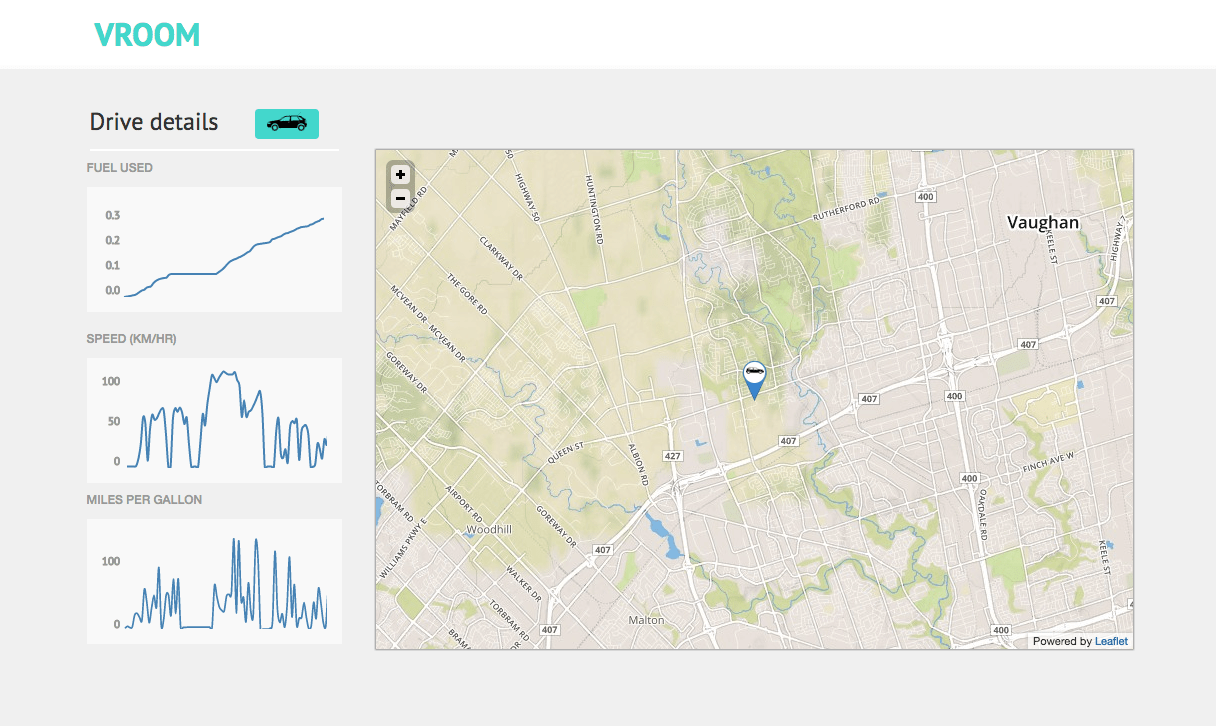 VROOM
Drive details
FUEL USED
0.3
0.2
0.1
0.0
SPEED (KM/HR)
100
50
0
MILES PER GALLON
100
0
+
−
MAYFIELD RD
50
HIGHWAY 50
HUNTINGTON RD
RUTHERFORD RD
400
Vaughan
KEELE ST
HIGHWAY 7
CLARKWAY DR
THE GORE RD
MCVEAN DR - MCVEAN DR
GOREWAY DR
407
407
400
407
407
QUEEN ST
ALBION RD
427
400
FINCH AVE W
OAKDALE RD
TORBRAM RD
AIRPORT RD
GOREWAY DR
Woodhill
WILLIAMS PKWY E
407
KEELE ST
WALKER DR
TORBRAM RD
Malton
407
400
Powered by Leaflet